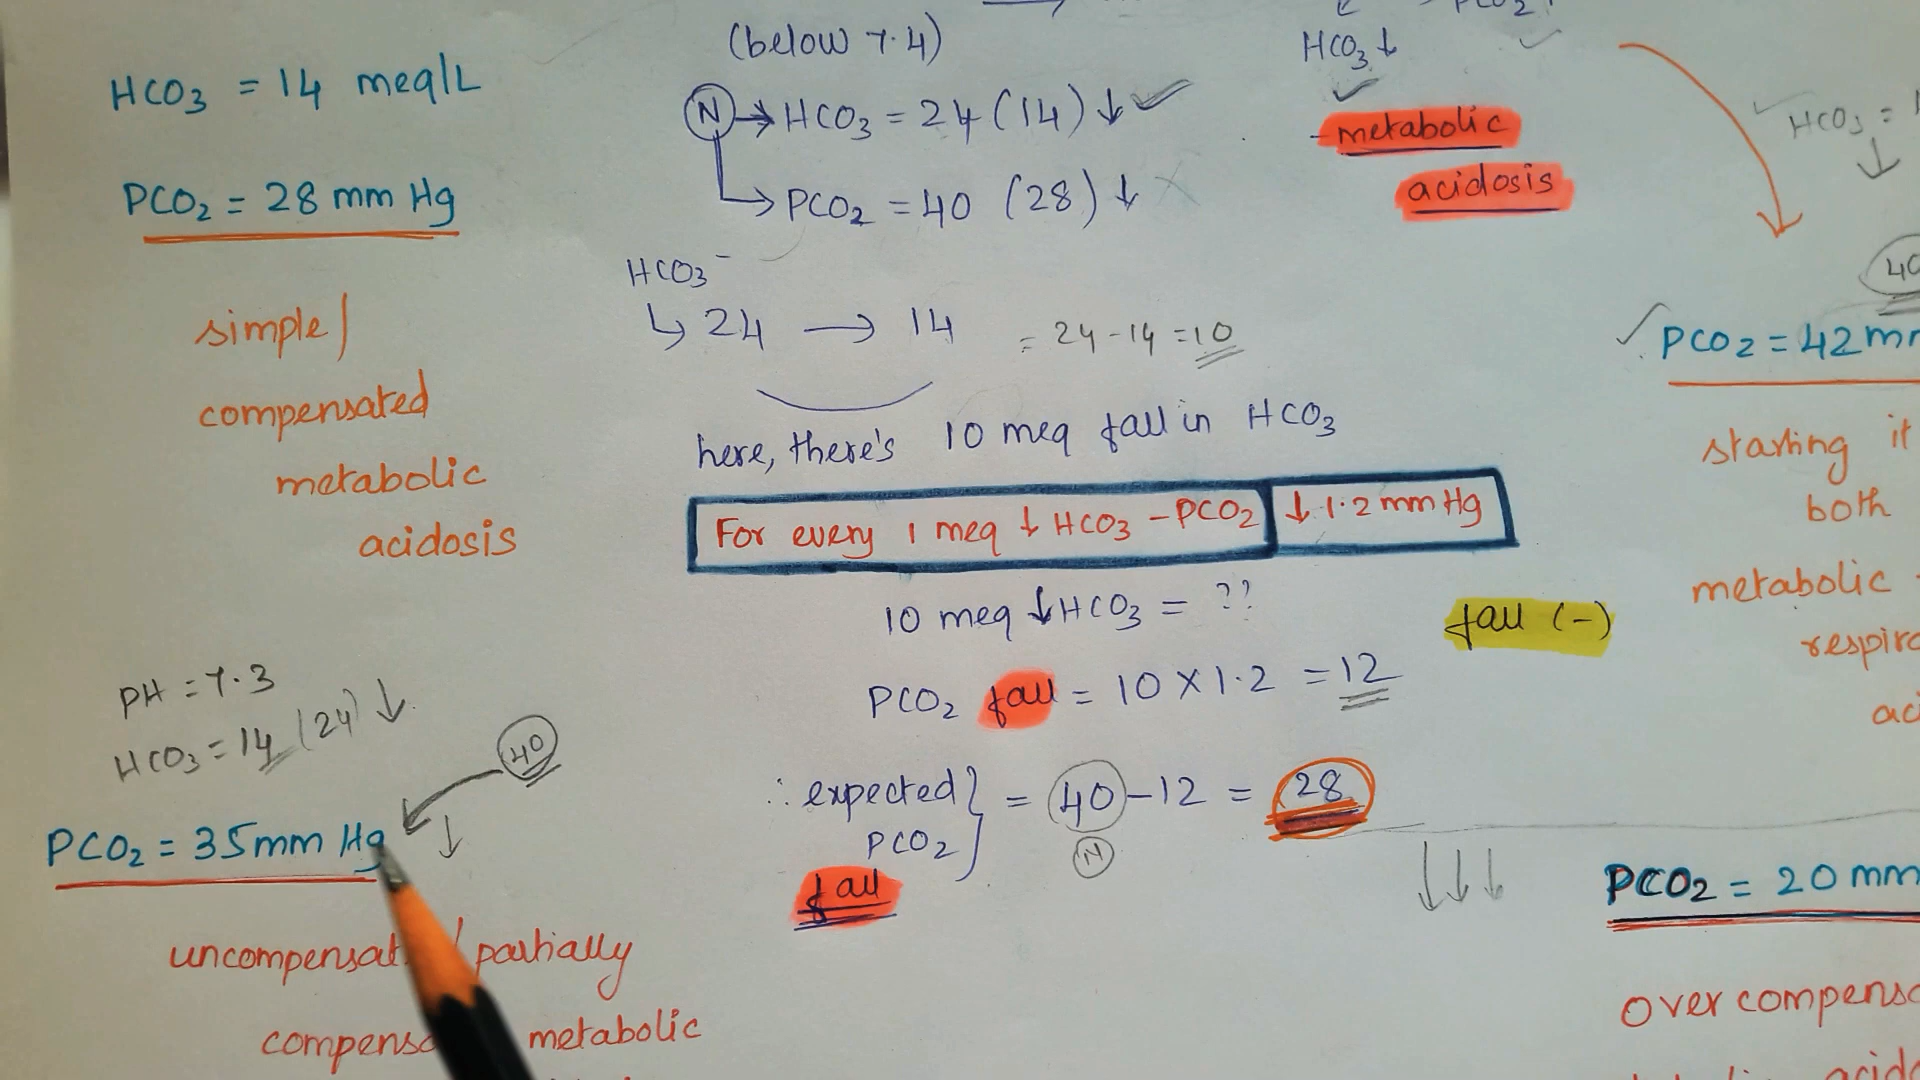 HCO3 = 14 meq/L
PCO2 = 28 mm Hg
simple/
compensated
metabolic
acidosis
PH = 7.3
HCO3 = 14 (24) ↓
40
PCO2 = 35 mm Hg ↓
partially
metabolic
(below 7.4)
N → HCO3 = 24 (14) ↓ ✓
→ PCO2 = 40 (28) ↓ ×
HCO3⁻
↳ 24 → 14 = 24-14 = 10
here, there's 10 meq fall in HCO3
For every 1 meq ↓ HCO3 - PCO2 ↓ 1.2 mm Hg
10 meq ↓ HCO3 = ??
fall (-)
PCO2 fall = 10 X 1.2 = 12
∴ expected PCO2 } = 40 - 12 = 28
N
fall
HCO3 ↓
- metabolic
acidosis
HCO3 =
PCO2 = 42 m
starting it
both
metabolic
↓↓↓
PCO2 = 20 mm